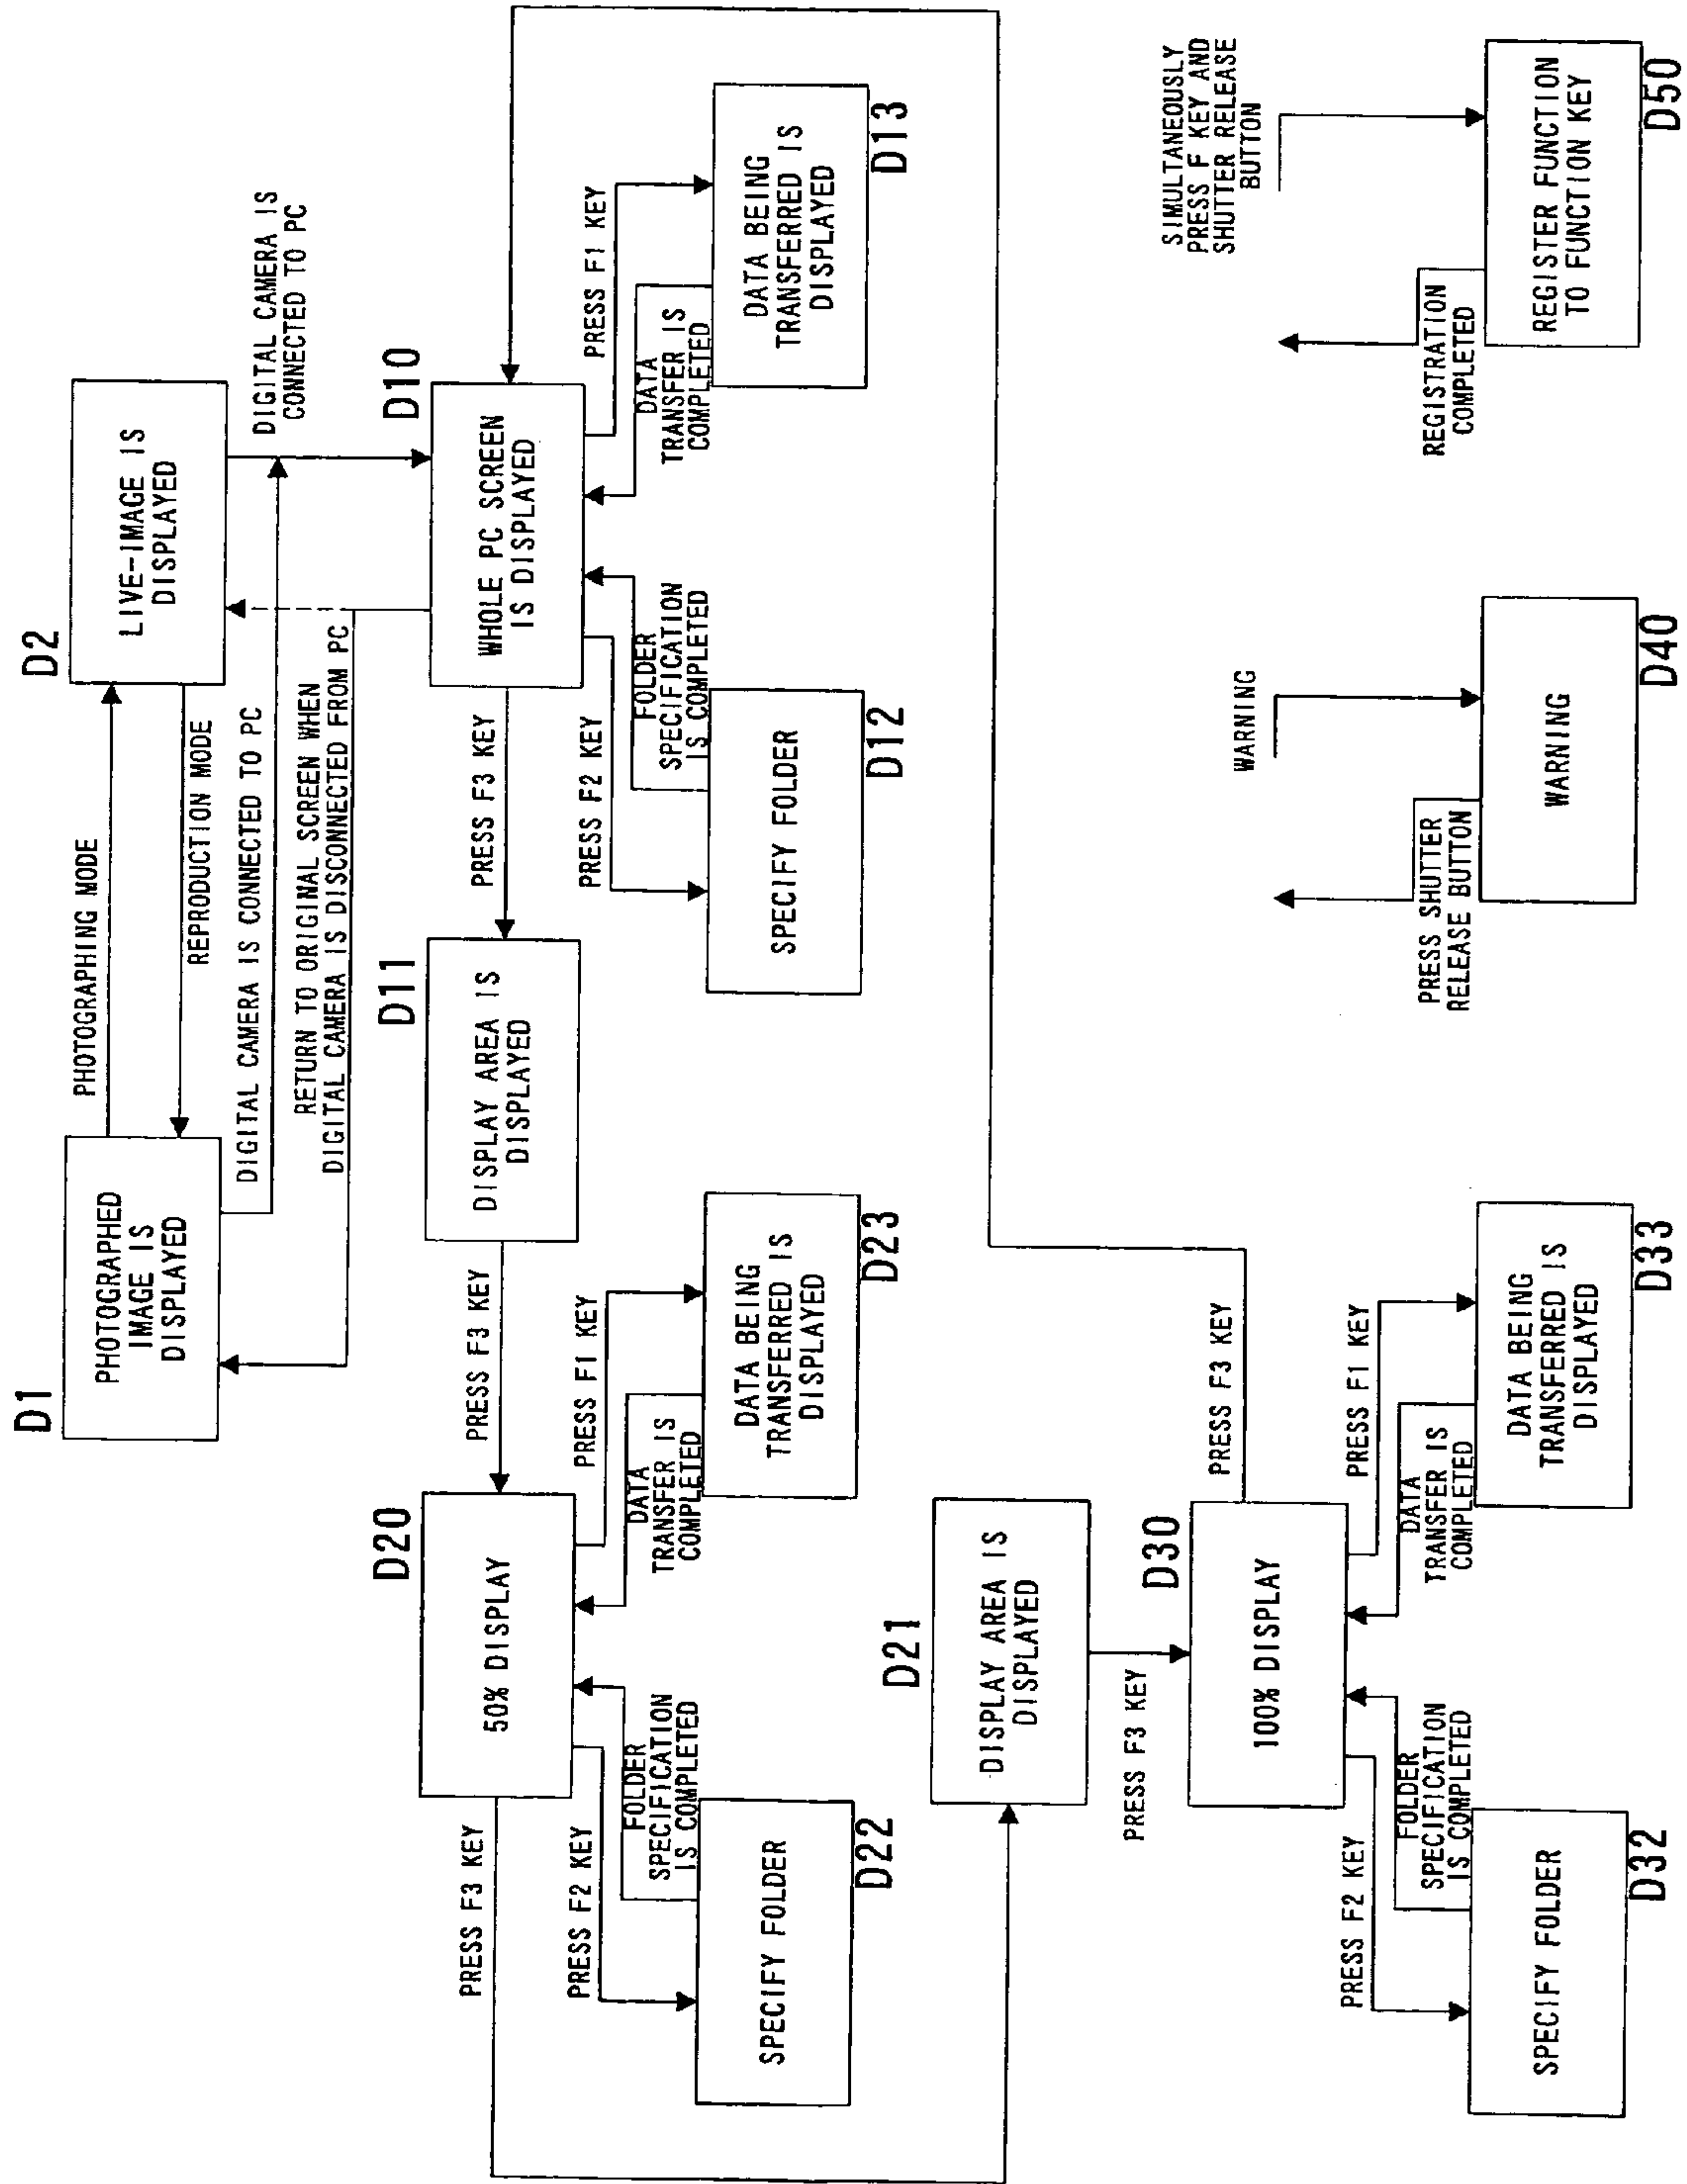 D1
PHOTOGRAPHED
IMAGE IS
DISPLAYED
PHOTOGRAPHING MODE
REPRODUCTION MODE
D2
LIVE-IMAGE IS
DISPLAYED
DIGITAL CAMERA IS CONNECTED TO PC
RETURN TO ORIGINAL SCREEN WHEN
DIGITAL CAMERA IS DISCONNECTED FROM PC
DIGITAL CAMERA IS
CONNECTED TO PC
D20
50% DISPLAY
PRESS F3 KEY
D11
DISPLAY AREA IS
DISPLAYED
PRESS F3 KEY
D10
WHOLE PC SCREEN
IS DISPLAYED
PRESS F3 KEY
PRESS F2 KEY
FOLDER
SPECIFICATION
IS COMPLETED
DATA
TRANSFER IS
COMPLETED
PRESS F1 KEY
PRESS F2 KEY
FOLDER
SPECIFICATION
IS COMPLETED
DATA
TRANSFER IS
COMPLETED
PRESS F1 KEY
SPECIFY FOLDER
D22
DATA BEING
TRANSFERRED IS
DISPLAYED
D23
SPECIFY FOLDER
D12
DATA BEING
TRANSFERRED IS
DISPLAYED
D13
D21
DISPLAY AREA IS
DISPLAYED
PRESS F3 KEY
D30
100% DISPLAY
PRESS F3 KEY
PRESS F2 KEY
FOLDER
SPECIFICATION
IS COMPLETED
DATA
TRANSFER IS
COMPLETED
PRESS F1 KEY
SPECIFY FOLDER
D32
DATA BEING
TRANSFERRED IS
DISPLAYED
D33
WARNING
PRESS SHUTTER
RELEASE BUTTON
WARNING
D40
SIMULTANEOUSLY
PRESS F KEY AND
SHUTTER RELEASE
BUTTON
REGISTRATION
COMPLETED
REGISTER FUNCTION
TO FUNCTION KEY
D50